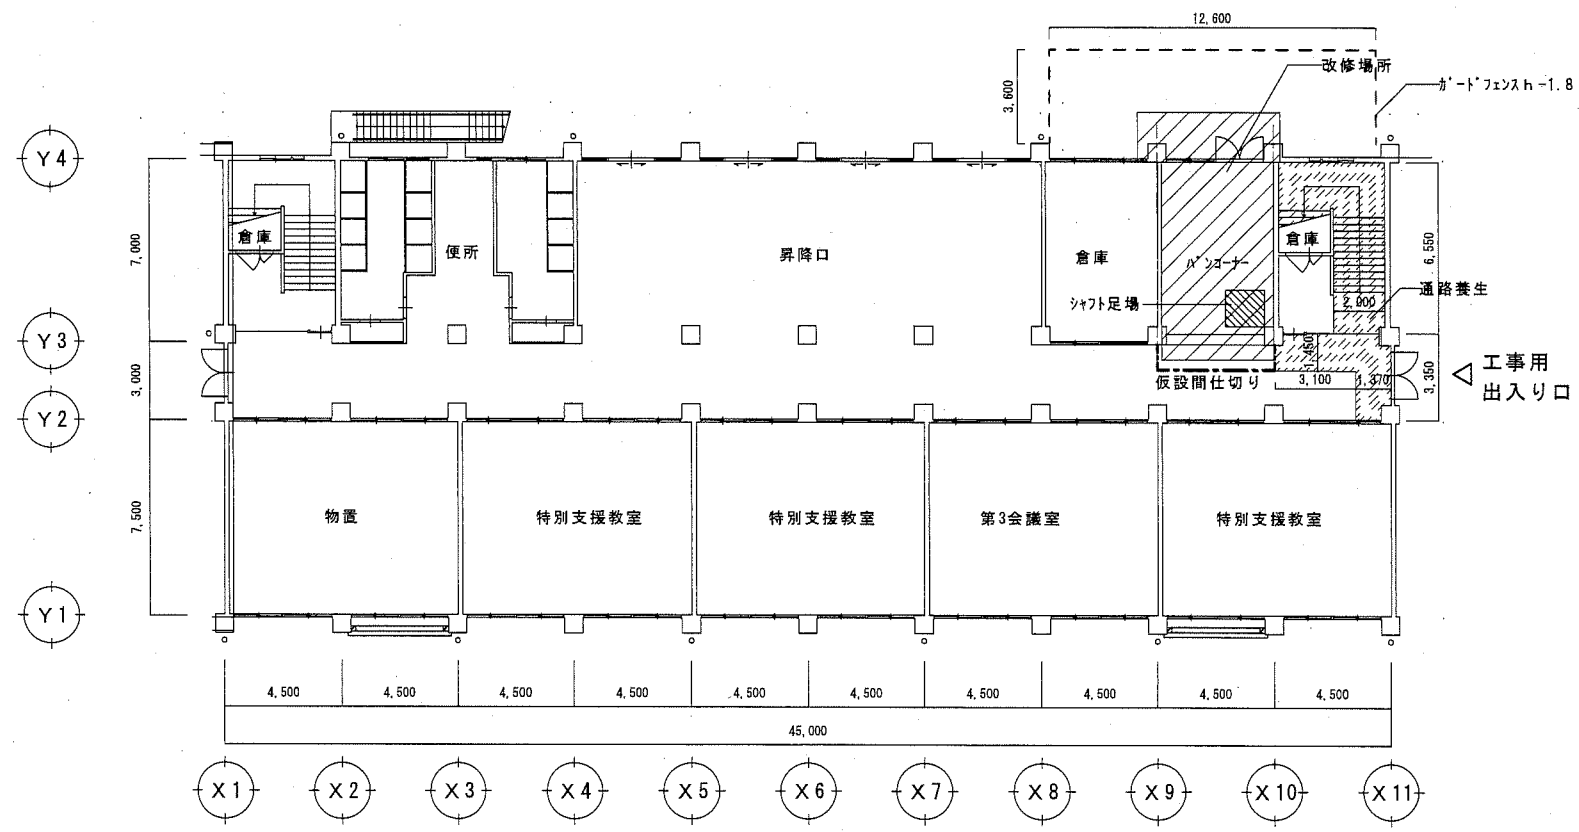 12,600
改修場所
ガードフェンスh=1.8
3,600
Y4
7,000
倉庫
便所
昇降口
倉庫
パンコーナー
倉庫
6,550
シャフト足場
2,000
通路養生
Y3
3,000
1,450
3,350
工事用
出入り口
仮設間仕切り
3,100
1,370
Y2
7,500
物置
特別支援教室
特別支援教室
第3会議室
特別支援教室
Y1
4,500
4,500
4,500
4,500
4,500
4,500
4,500
4,500
4,500
4,500
45,000
X1
X2
X3
X4
X5
X6
X7
X8
X9
X10
X11